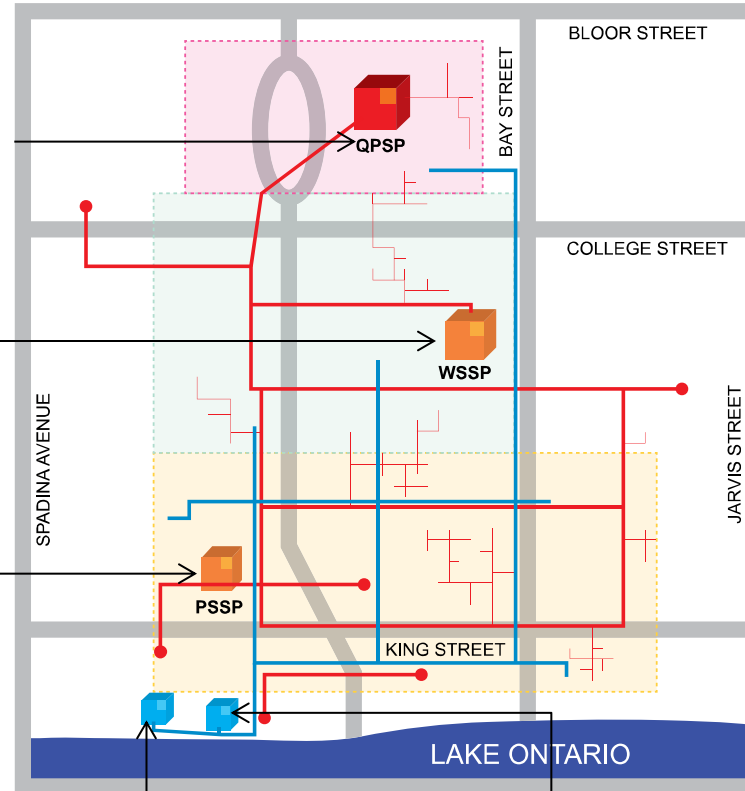 BLOOR STREET
BAY STREET
QPSP
COLLEGE STREET
WSSP
SPADINA AVENUE
JARVIS STREET
PSSP
KING STREET
LAKE ONTARIO